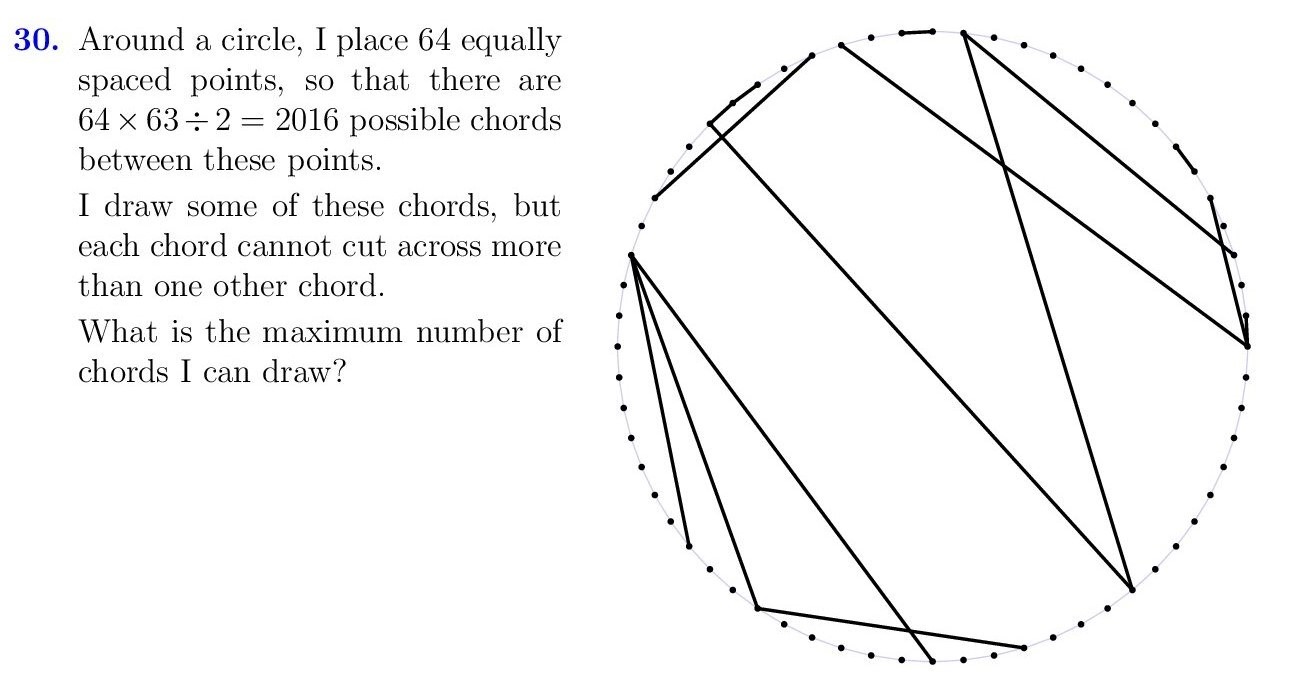 30. Around a circle, I place 64 equally
spaced points, so that there are
64 × 63 ÷ 2 = 2016 possible chords
between these points.
I draw some of these chords, but
each chord cannot cut across more
than one other chord.
What is the maximum number of
chords I can draw?